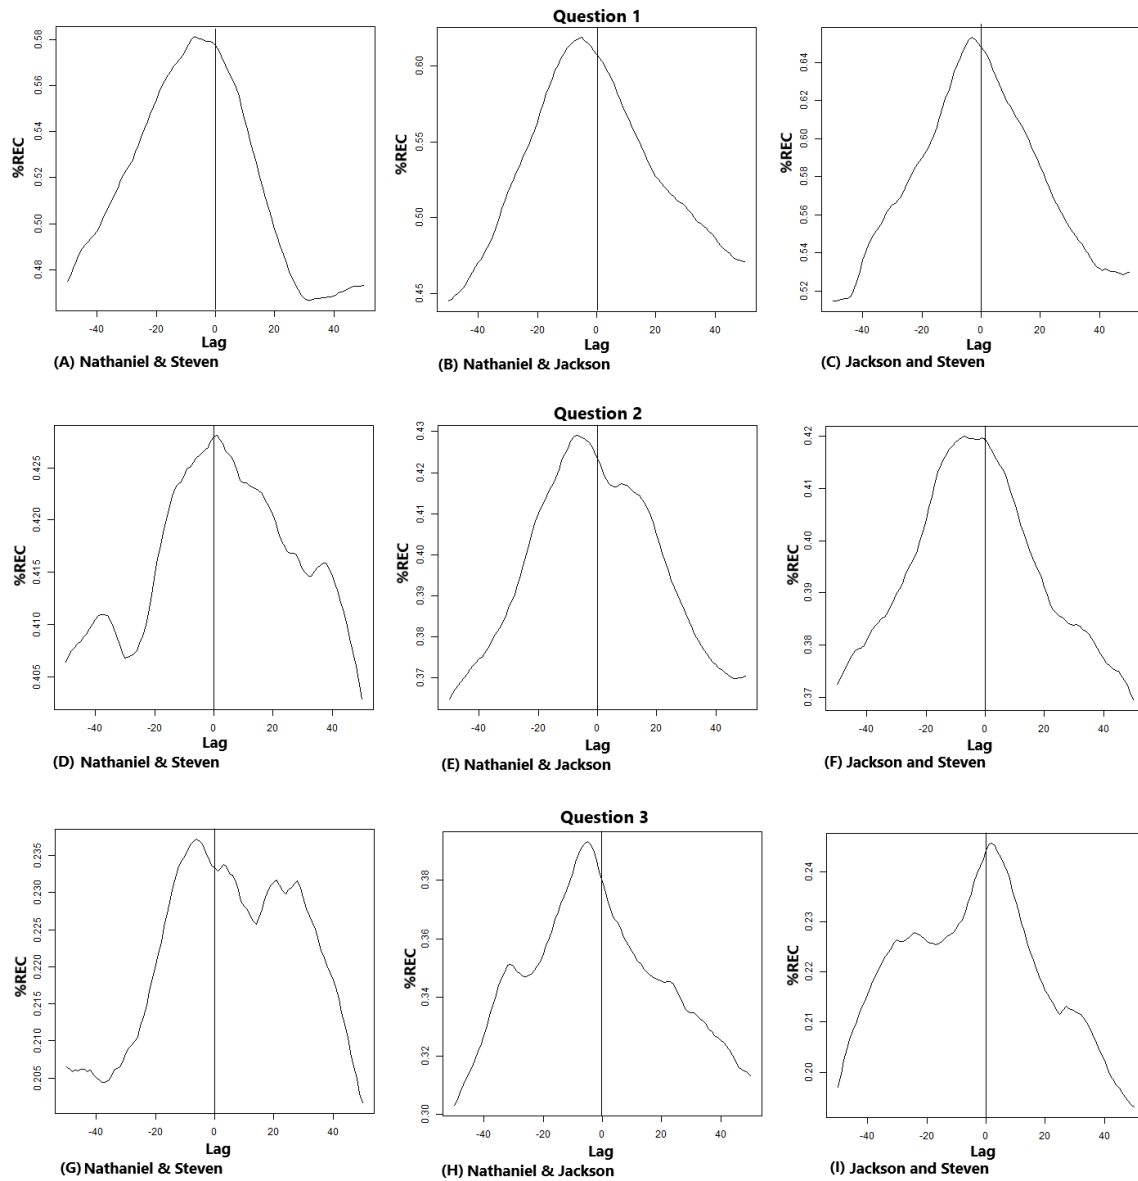 Question 1
%REC
0.48 0.50 0.52 0.54 0.56 0.58
-40 -20 0 20 40
Lag
(A) Nathaniel & Steven
%REC
0.45 0.50 0.55 0.60
-40 -20 0 20 40
Lag
(B) Nathaniel & Jackson
%REC
0.52 0.54 0.56 0.58 0.60 0.62 0.64
-40 -20 0 20 40
Lag
(C) Jackson and Steven
Question 2
%REC
0.405 0.410 0.415 0.420 0.425
-40 -20 0 20 40
Lag
(D) Nathaniel & Steven
%REC
0.37 0.38 0.39 0.40 0.41 0.42 0.43
-40 -20 0 20 40
Lag
(E) Nathaniel & Jackson
%REC
0.37 0.38 0.39 0.40 0.41 0.42
-40 -20 0 20 40
Lag
(F) Jackson and Steven
Question 3
%REC
0.205 0.210 0.215 0.220 0.225 0.230 0.235
-40 -20 0 20 40
Lag
(G) Nathaniel & Steven
%REC
0.30 0.32 0.34 0.36 0.38
-40 -20 0 20 40
Lag
(H) Nathaniel & Jackson
%REC
0.20 0.21 0.22 0.23 0.24
-40 -20 0 20 40
Lag
(I) Jackson and Steven